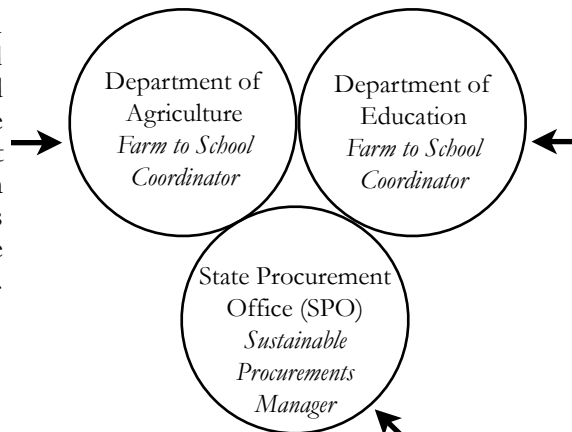 Department of
Agriculture
Farm to School
Coordinator
Department of
Education
Farm to School
Coordinator
State Procurement
Office (SPO)
Sustainable
Procurements
Manager